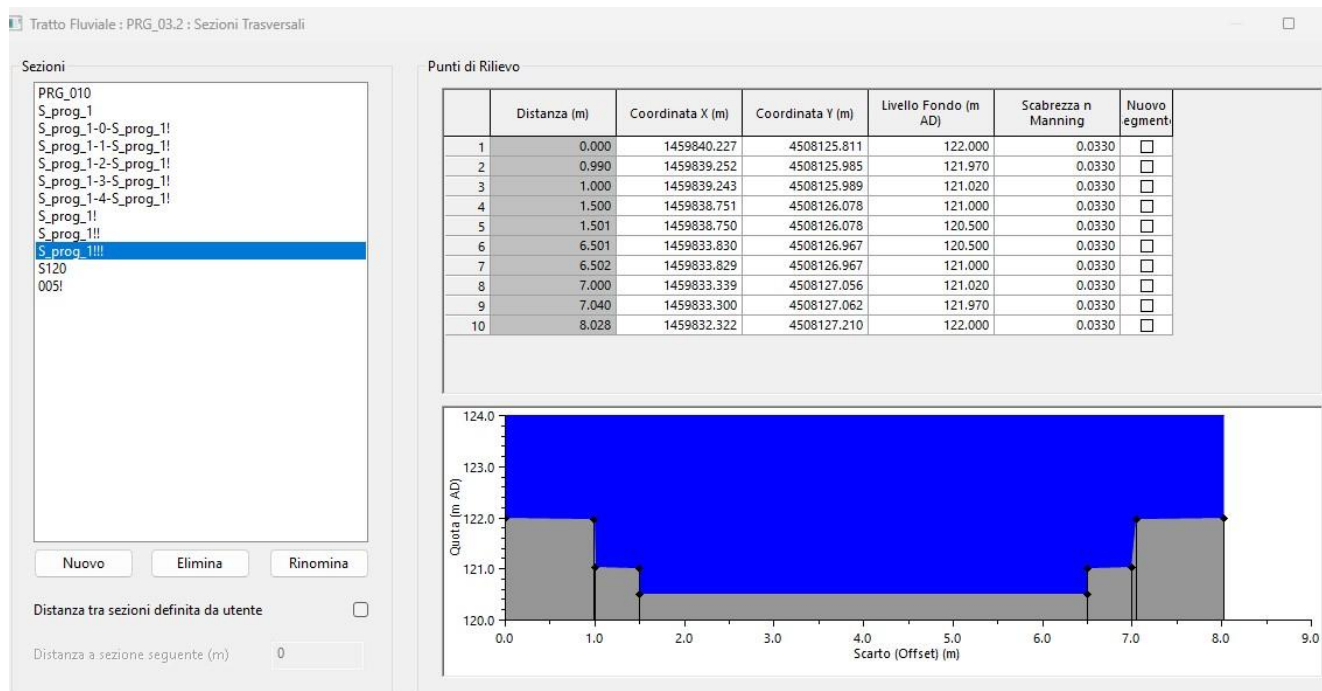 Tratto Fluviale : PRG_03.2 : Sezioni Trasversali
Sezioni
PRG_010
S_prog_1
S_prog_1-0-S_prog_1!
S_prog_1-1-S_prog_1!
S_prog_1-2-S_prog_1!
S_prog_1-3-S_prog_1!
S_prog_1-4-S_prog_1!
S_prog_1!
S_prog_1!!
S_prog_1!!!
S120
005!
Nuovo Elimina Rinomina
Distanza tra sezioni definita da utente
Distanza a sezione seguente (m) 0
Punti di Rilievo
Distanza (m) Coordinata X (m) Coordinata Y (m) Livello Fondo (m AD) Scabrezza n Manning Nuovo egment
1 0.000 1459840.227 4508125.811 122.000 0.0330
2 0.990 1459839.252 4508125.985 121.970 0.0330
3 1.000 1459839.243 4508125.989 121.020 0.0330
4 1.500 1459838.751 4508126.078 121.000 0.0330
5 1.501 1459838.750 4508126.078 120.500 0.0330
6 6.501 1459833.830 4508126.967 120.500 0.0330
7 6.502 1459833.829 4508126.967 121.000 0.0330
8 7.000 1459833.339 4508127.056 121.020 0.0330
9 7.040 1459833.300 4508127.062 121.970 0.0330
10 8.028 1459832.322 4508127.210 122.000 0.0330
Quota (m AD)
124.0
123.0
122.0
121.0
120.0
0.0 1.0 2.0 3.0 4.0 5.0 6.0 7.0 8.0 9.0
Scarto (Offset) (m)